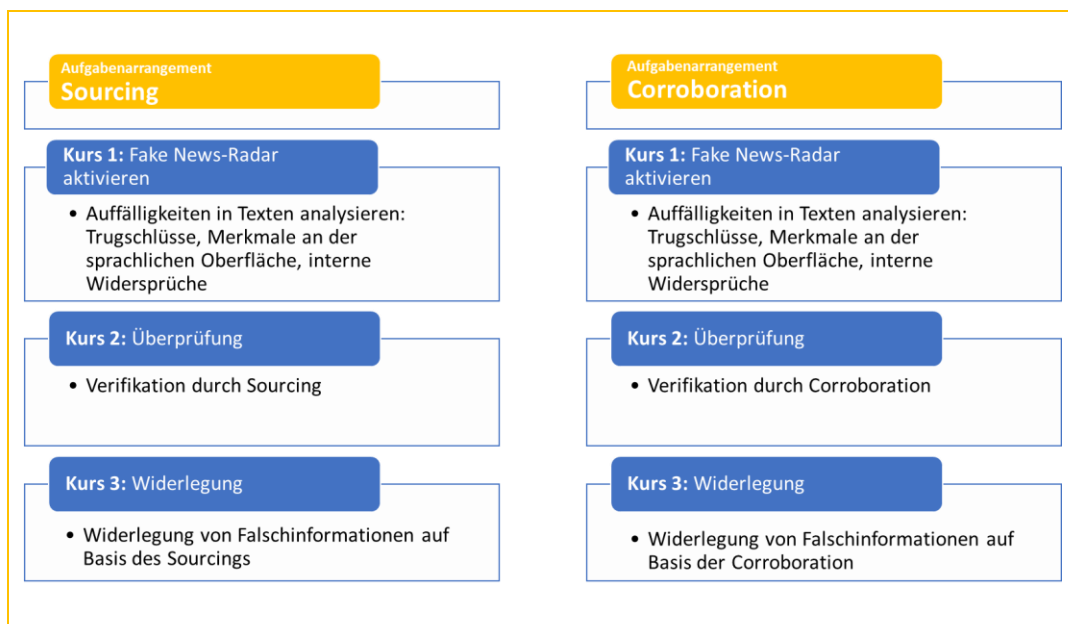 Aufgabenarrangement
Sourcing
Kurs 1: Fake News-Radar
aktivieren
• Auffälligkeiten in Texten analysieren:
Trugschlüsse, Merkmale an der
sprachlichen Oberfläche, interne
Widersprüche
Kurs 2: Überprüfung
• Verifikation durch Sourcing
Kurs 3: Widerlegung
• Widerlegung von Falschinformationen auf
Basis des Sourcings
Aufgabenarrangement
Corroboration
Kurs 1: Fake News-Radar
aktivieren
• Auffälligkeiten in Texten analysieren:
Trugschlüsse, Merkmale an der
sprachlichen Oberfläche, interne
Widersprüche
Kurs 2: Überprüfung
• Verifikation durch Corroboration
Kurs 3: Widerlegung
• Widerlegung von Falschinformationen auf
Basis der Corroboration